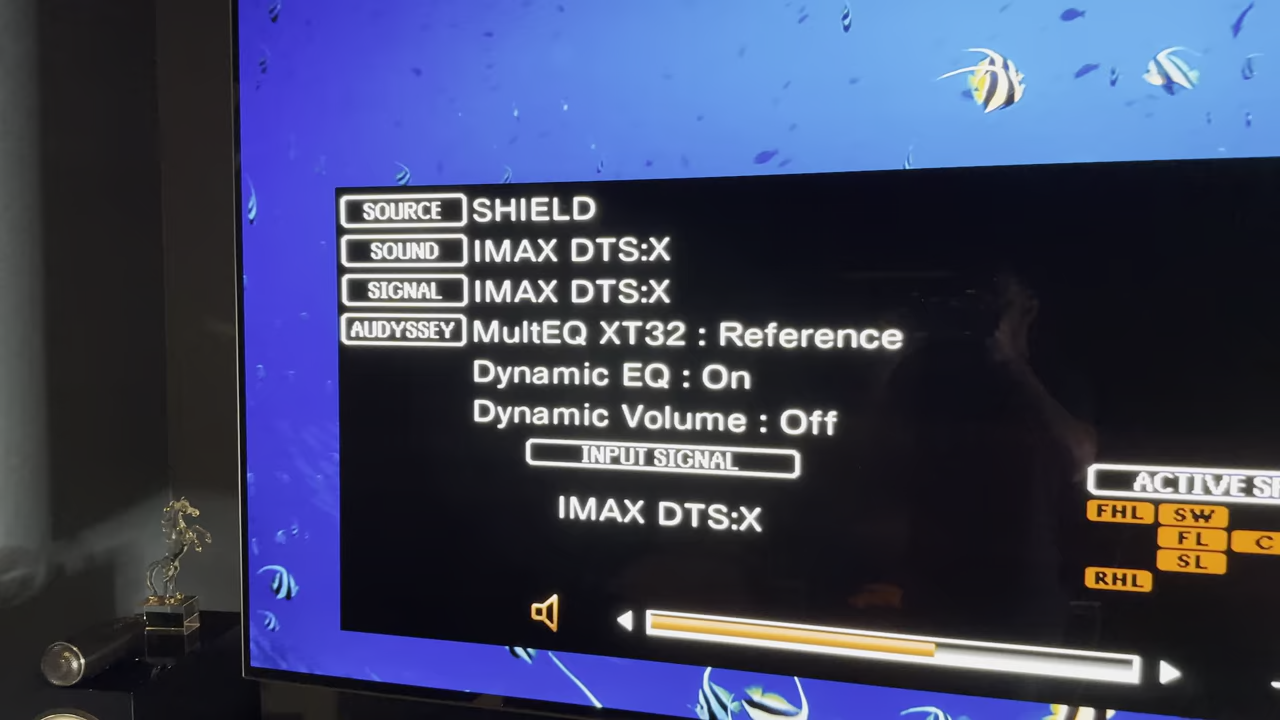 SOURCE SHIELD
SOUND IMAX DTS:X
SIGNAL IMAX DTS:X
AUDYSSEY MultEQ XT32 : Reference
Dynamic EQ : On
Dynamic Volume : Off
INPUT SIGNAL
IMAX DTS:X
ACTIVE
FHL SW
FL C
SL
RHL